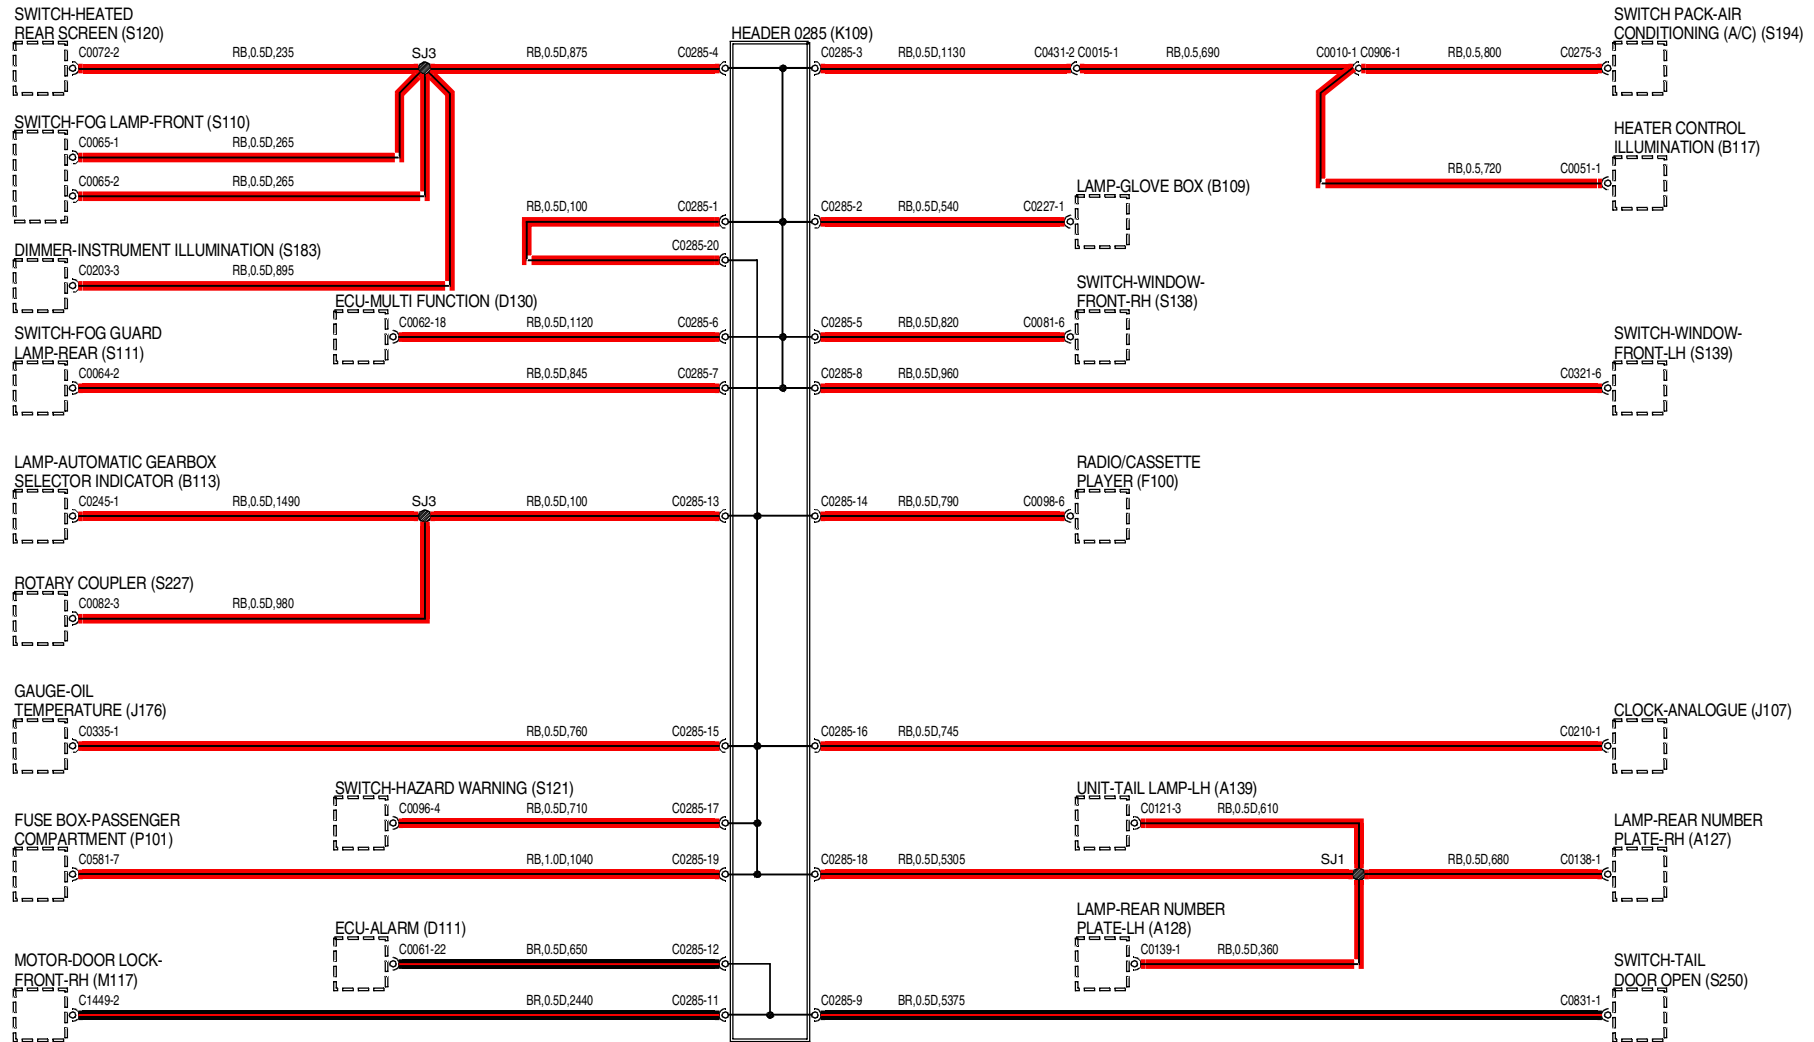 SWITCH-HEATED
REAR SCREEN (S120)
C0072-2
RB,0.5D,235
SJ3
RB,0.5D,875
C0285-4
HEADER 0285 (K109)
C0285-3
RB,0.5D,1130
C0431-2 C0015-1
RB,0.5,690
C0010-1 C0906-1
RB,0.5,800
C0275-3
SWITCH PACK-AIR
CONDITIONING (A/C) (S194)
SWITCH-FOG LAMP-FRONT (S110)
C0065-1
RB,0.5D,265
C0065-2
RB,0.5D,265
HEATER CONTROL
ILLUMINATION (B117)
RB,0.5,720
C0051-1
RB,0.5D,100
C0285-1
C0285-20
C0285-2
RB,0.5D,540
C0227-1
LAMP-GLOVE BOX (B109)
DIMMER-INSTRUMENT ILLUMINATION (S183)
C0203-3
RB,0.5D,895
ECU-MULTI FUNCTION (D130)
C0062-18
RB,0.5D,1120
C0285-6
C0285-5
RB,0.5D,820
C0081-6
SWITCH-WINDOW-
FRONT-RH (S138)
SWITCH-FOG GUARD
LAMP-REAR (S111)
C0064-2
RB,0.5D,845
C0285-7
C0285-8
RB,0.5D,960
C0321-6
SWITCH-WINDOW-
FRONT-LH (S139)
LAMP-AUTOMATIC GEARBOX
SELECTOR INDICATOR (B113)
C0245-1
RB,0.5D,1490
SJ3
RB,0.5D,100
C0285-13
C0285-14
RB,0.5D,790
C0098-6
RADIO/CASSETTE
PLAYER (F100)
ROTARY COUPLER (S227)
C0082-3
RB,0.5D,980
GAUGE-OIL
TEMPERATURE (J176)
C0335-1
RB,0.5D,760
C0285-15
C0285-16
RB,0.5D,745
C0210-1
CLOCK-ANALOGUE (J107)
SWITCH-HAZARD WARNING (S121)
C0096-4
RB,0.5D,710
C0285-17
UNIT-TAIL LAMP-LH (A139)
C0121-3
RB,0.5D,610
FUSE BOX-PASSENGER
COMPARTMENT (P101)
C0581-7
RB,1.0D,1040
C0285-19
C0285-18
RB,0.5D,5305
SJ1
RB,0.5D,680
C0138-1
LAMP-REAR NUMBER
PLATE-RH (A127)
ECU-ALARM (D111)
C0061-22
BR,0.5D,650
C0285-12
LAMP-REAR NUMBER
PLATE-LH (A128)
C0139-1
RB,0.5D,360
MOTOR-DOOR LOCK-
FRONT-RH (M117)
C1449-2
BR,0.5D,2440
C0285-11
C0285-9
BR,0.5D,5375
C0831-1
SWITCH-TAIL
DOOR OPEN (S250)